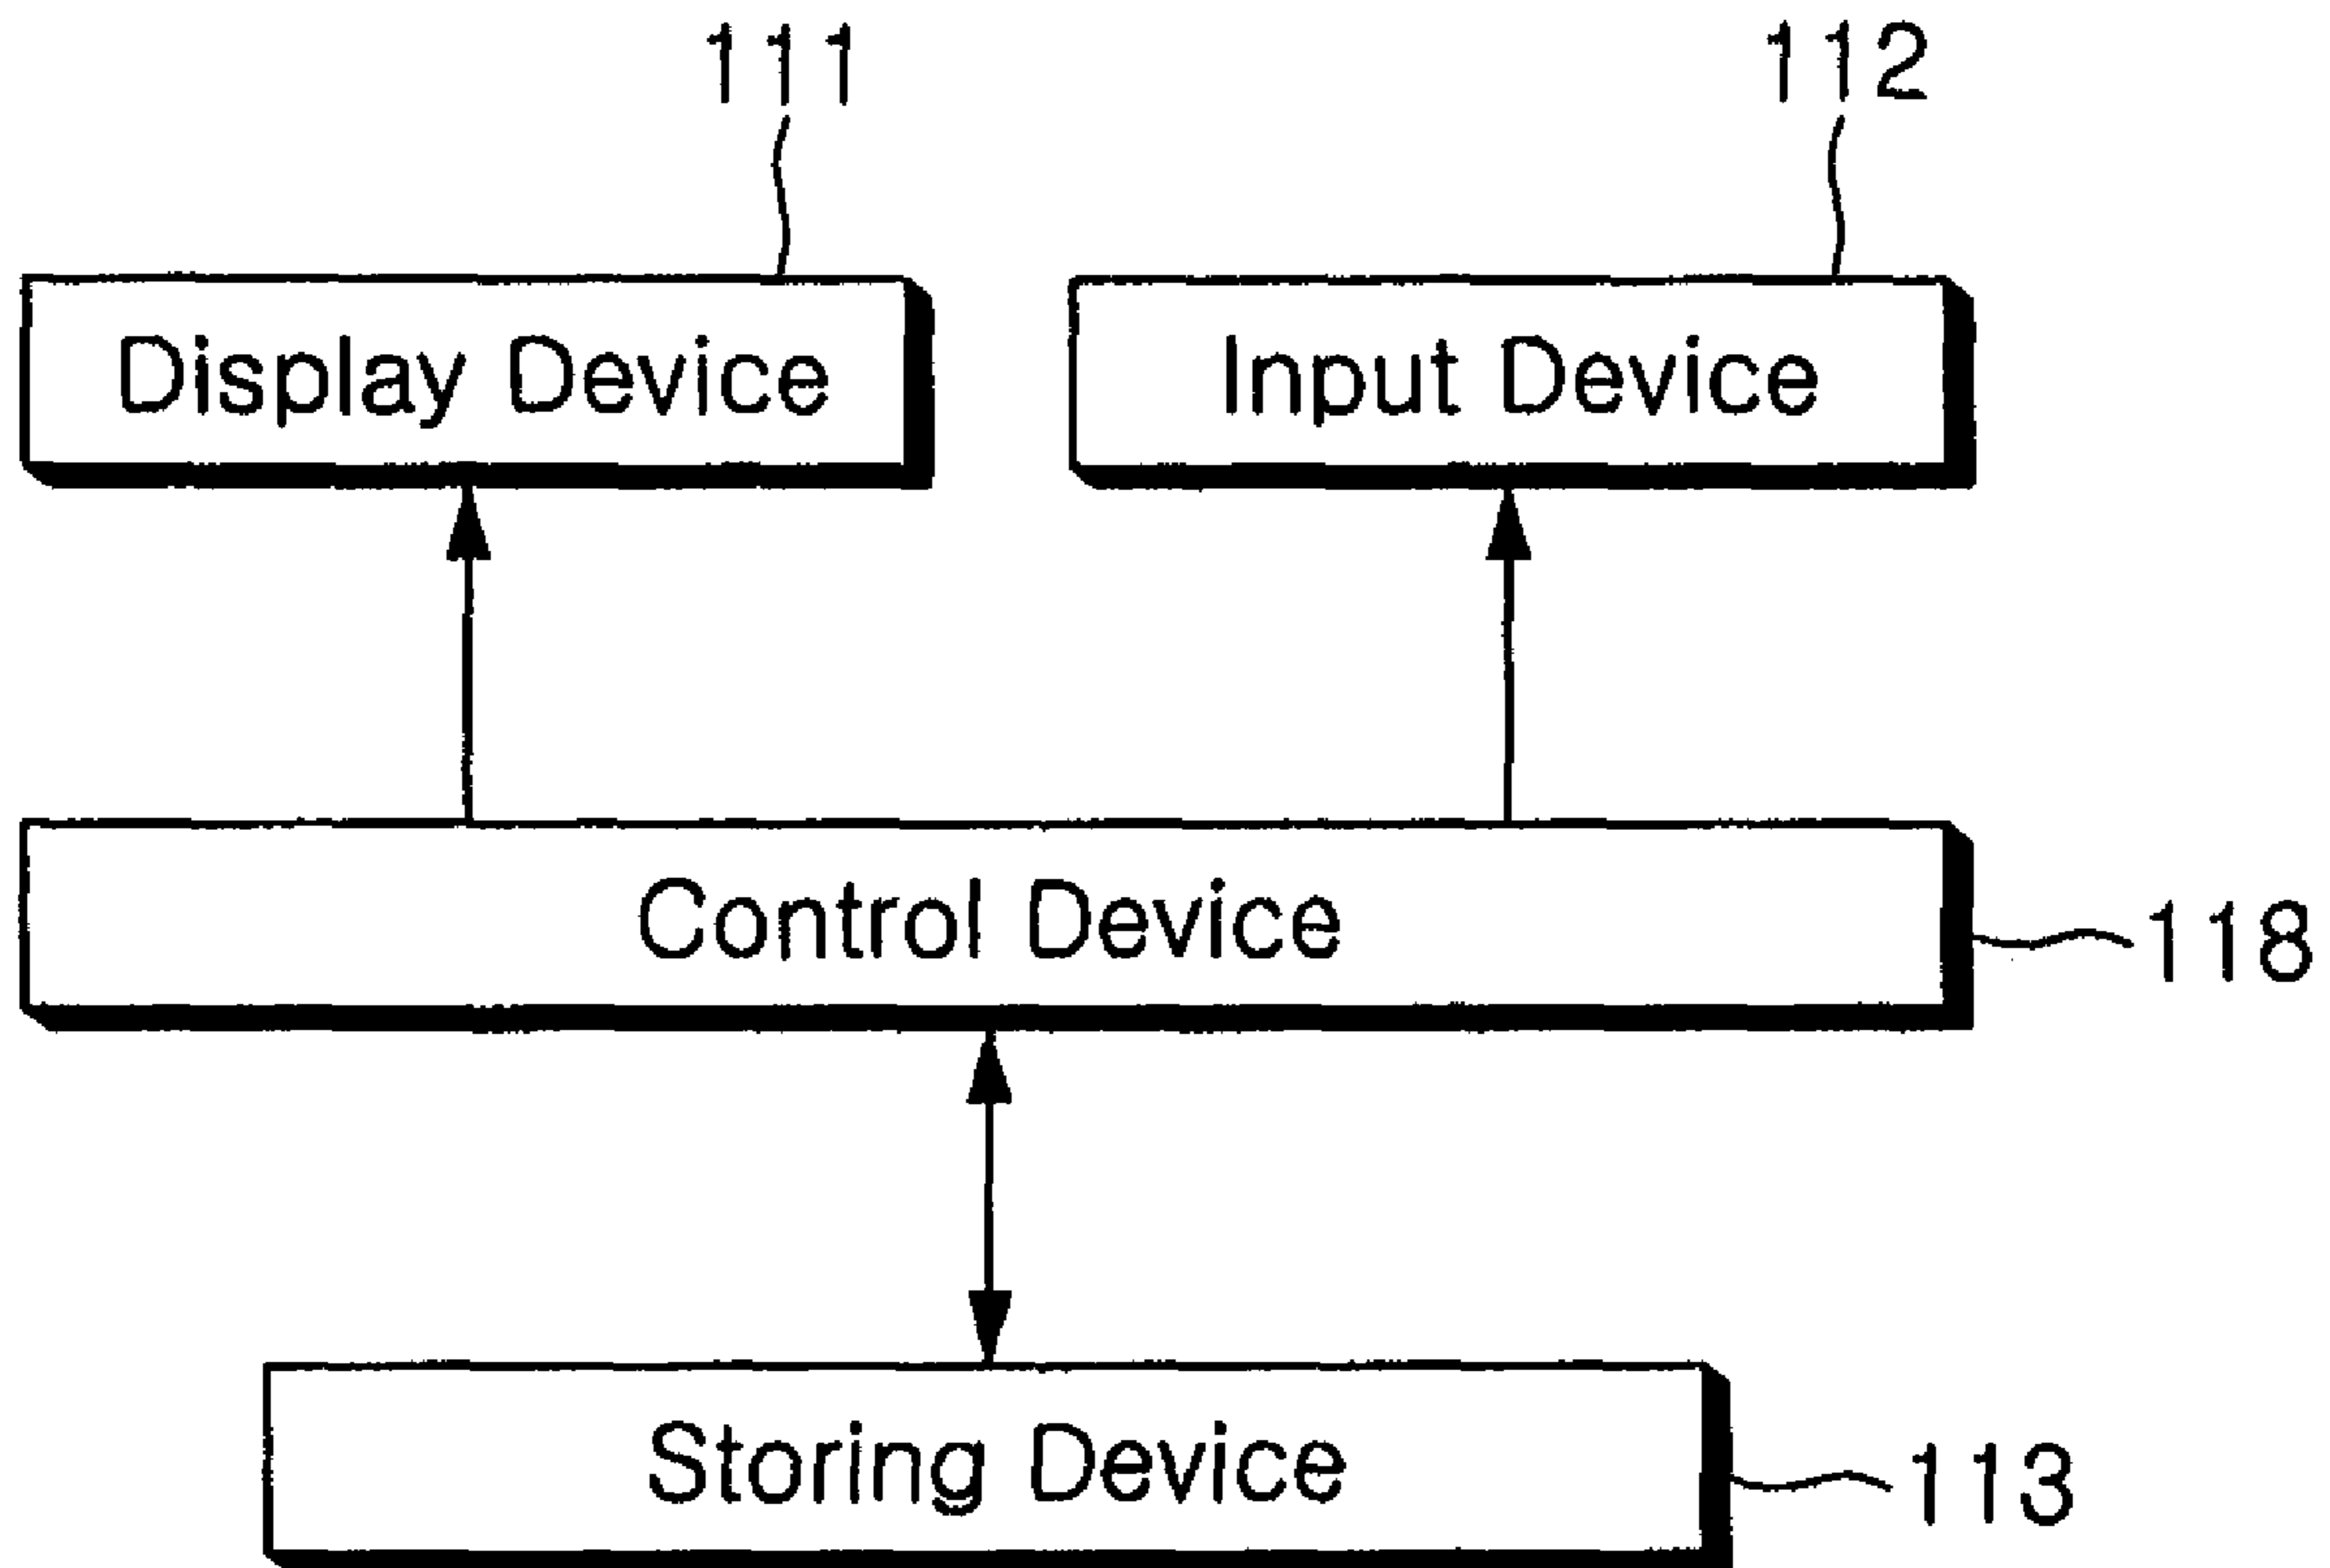 111
112
Display Device
Input Device
Control Device
118
Storing Device
113